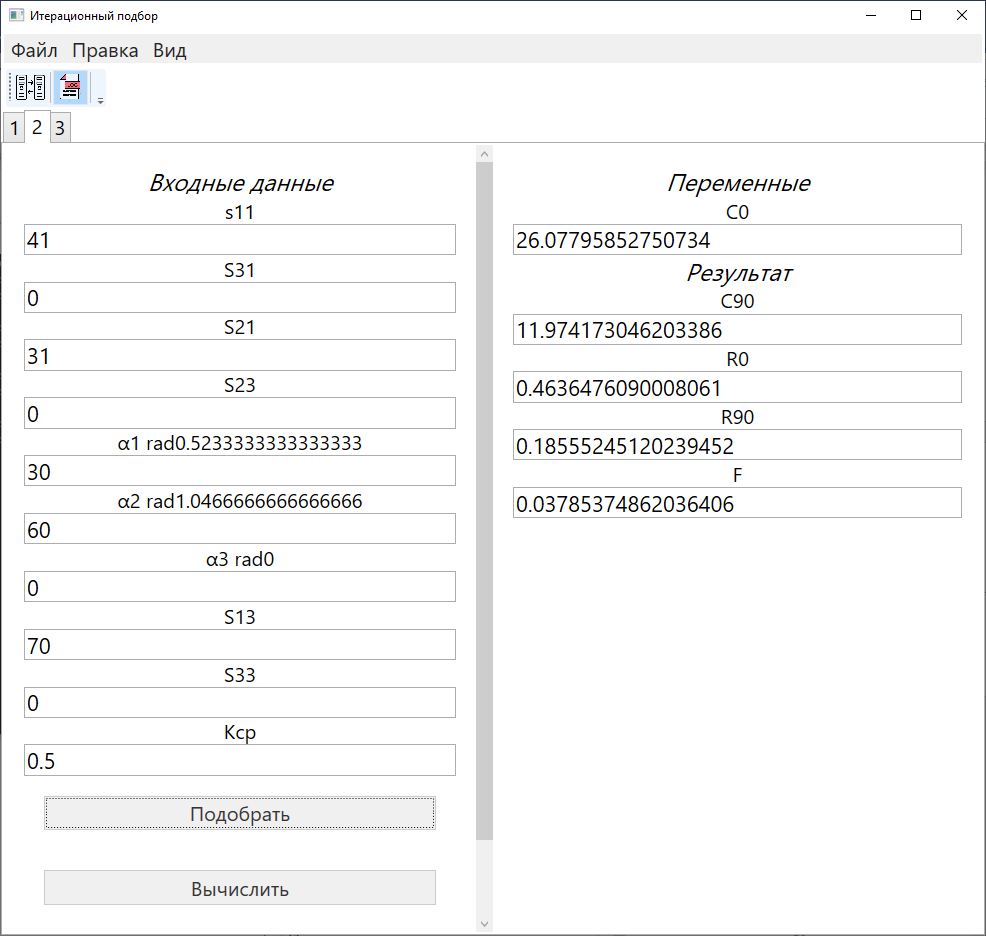 Итерационный подбор
Файл Правка Вид
1 2 3
Входные данные
s11
41
S31
0
S21
31
S23
0
α1 rad0.5233333333333333
30
α2 rad1.0466666666666666
60
α3 rad0
0
S13
70
S33
0
Kcp
0.5
Подобрать
Вычислить
Переменные
C0
26.07795852750734
Результат
C90
11.974173046203386
R0
0.4636476090008061
R90
0.18555245120239452
F
0.03785374862036406